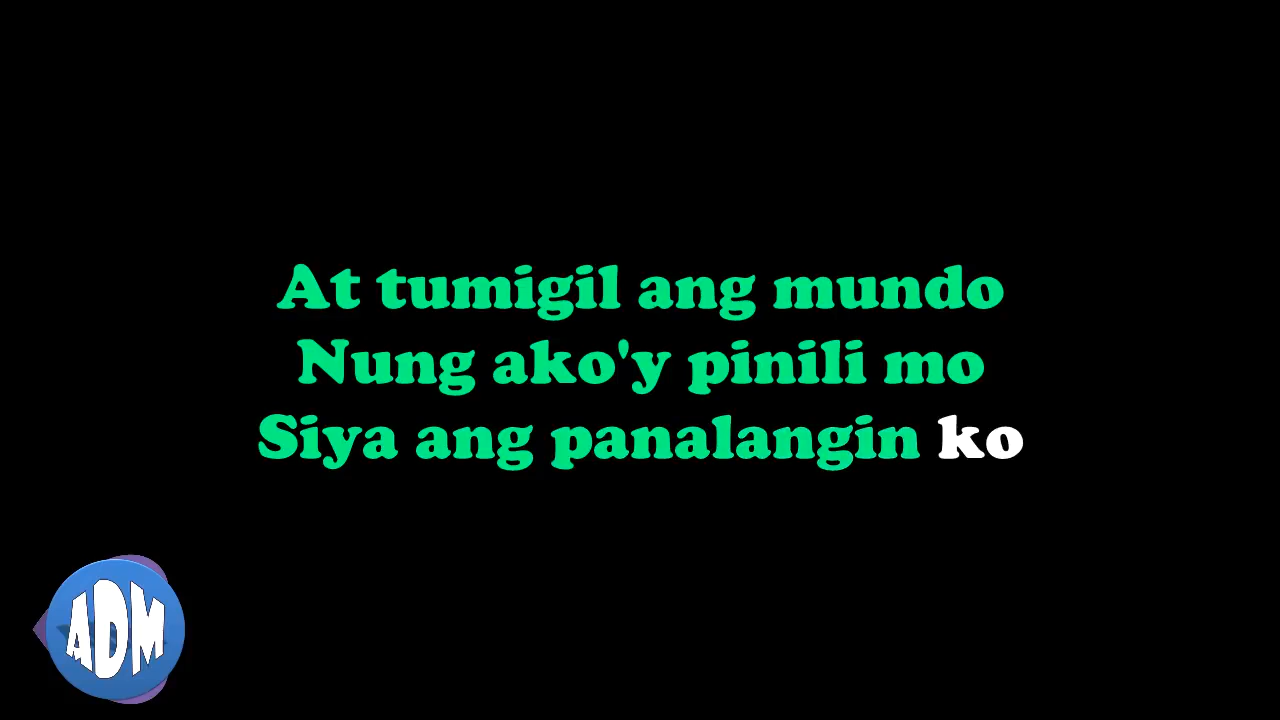 At tumigil ang mundo
Nung ako'y pinili mo
Siya ang panalangin ko
ADM